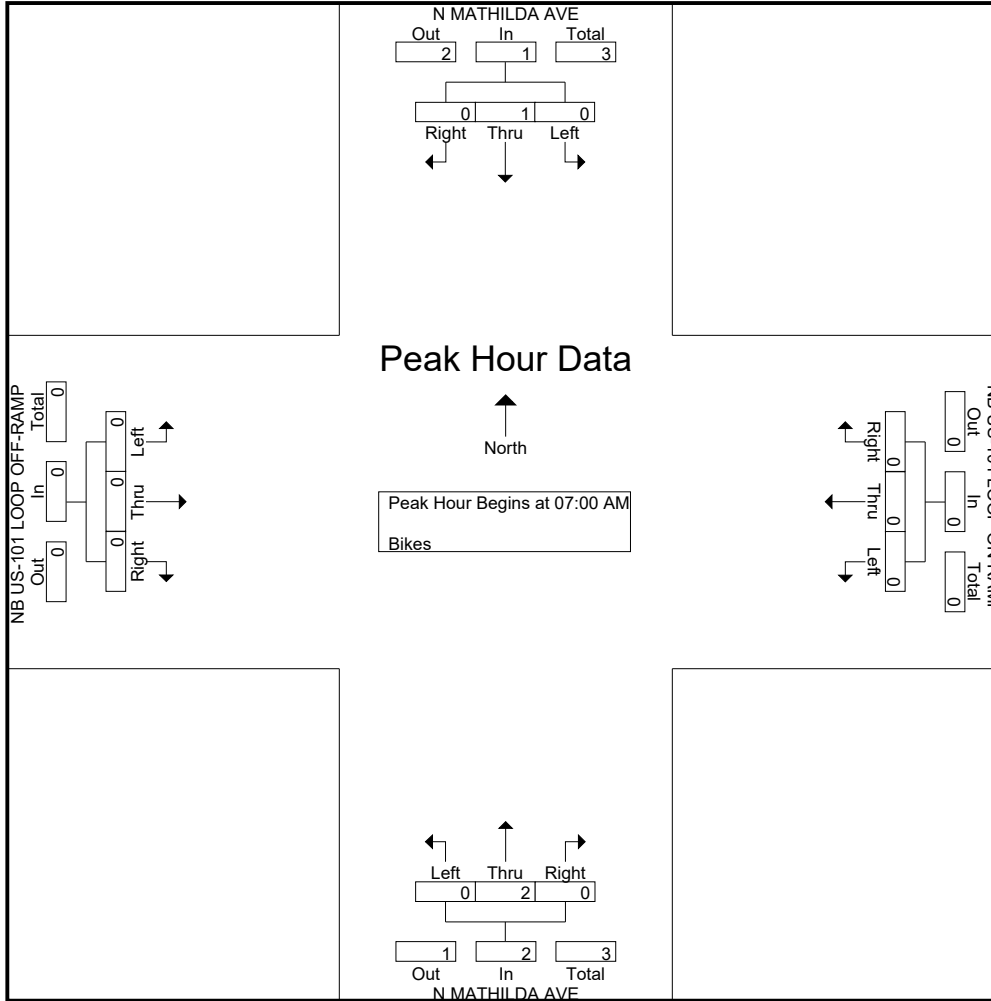 N MATHILDA AVE
Out In Total
2 1 3
0 1 0
Right Thru Left
Peak Hour Data
North
Peak Hour Begins at 07:00 AM
Bikes
NB US-101 LOOP OFF-RAMP
Total In Out
0 0 0
0 0 0
Left Thru Right
Right Thru Left
0 0 0
Out In Total
0 0 0
Left Thru Right
0 2 0
1 2 3
Out In Total
N MATHILDA AVE